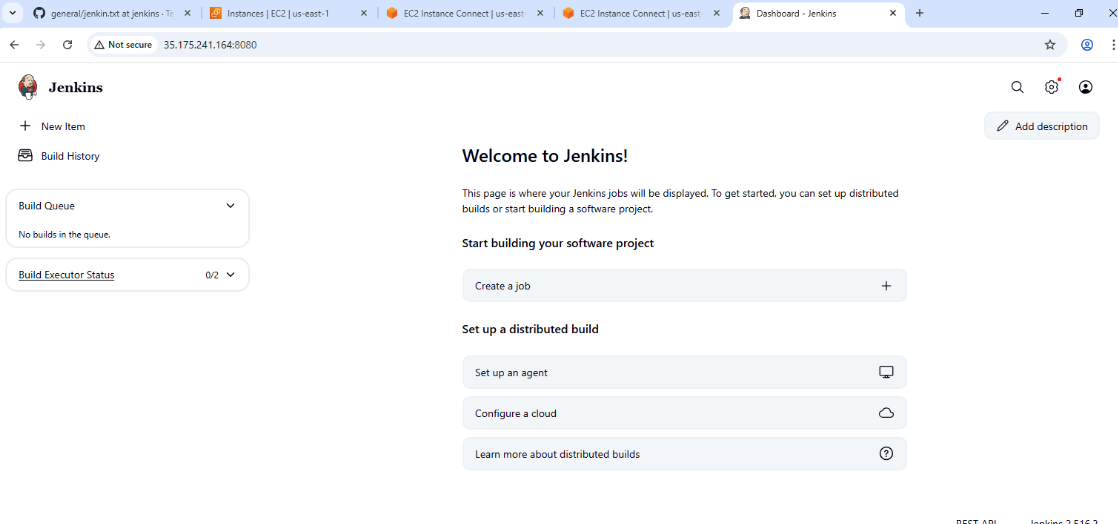 general/jenkin.txt at jenkins · Te
Instances | EC2 | us-east-1
EC2 Instance Connect | us-east-
EC2 Instance Connect | us-east-
Dashboard - Jenkins
Not secure
35.175.241.164:8080
Jenkins
New Item
Add description
Build History
Welcome to Jenkins!
This page is where your Jenkins jobs will be displayed. To get started, you can set up distributed
builds or start building a software project.
Build Queue
No builds in the queue.
Start building your software project
Build Executor Status
0/2
Create a job
Set up a distributed build
Set up an agent
Configure a cloud
Learn more about distributed builds
REST API
Jenkins 2.516.2